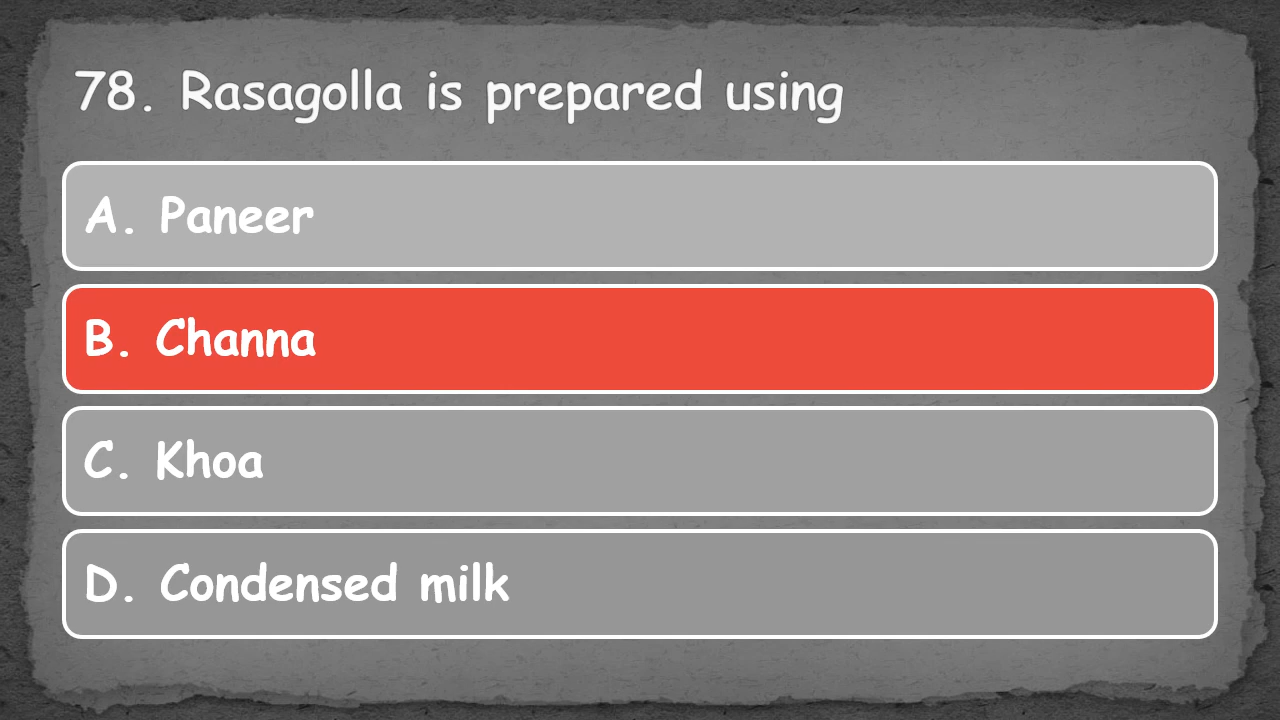 78. Rasagolla is prepared using
A. Paneer
B. Channa
C. Khoa
D. Condensed milk